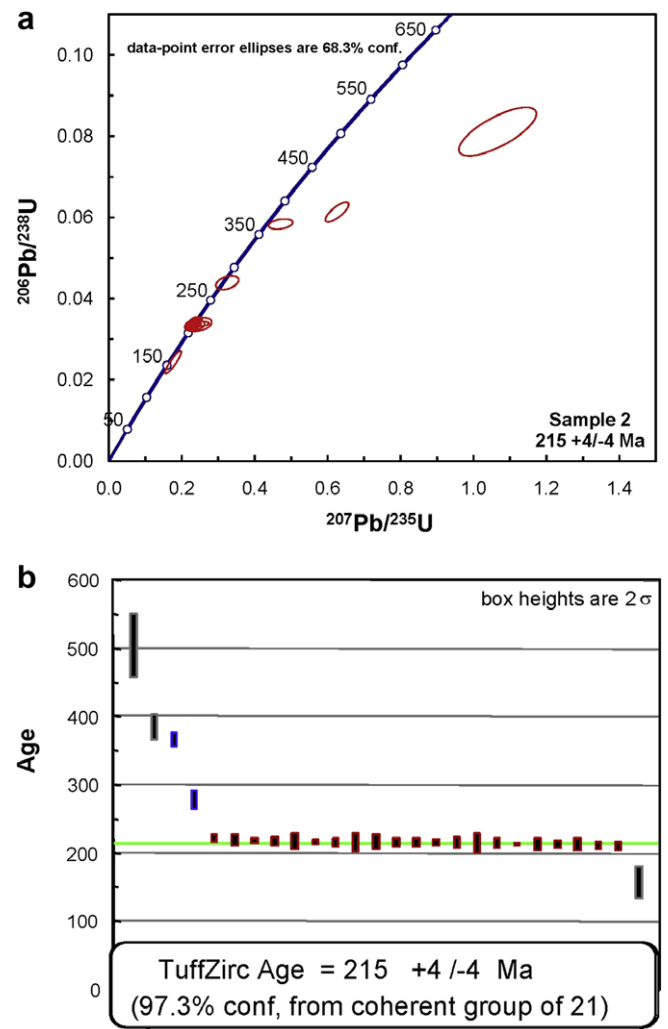 a
data-point error ellipses are 68.3% conf.
650
550
450
350
250
150
50
0.10
0.08
0.06
0.04
0.02
0.00
206Pb/238U
Sample 2
215 +4/-4 Ma
0.0 0.2 0.4 0.6 0.8 1.0 1.2 1.4
207Pb/235U
b
box heights are 2σ
600
500
400
300
200
100
0
Age
TuffZirc Age = 215 +4 /-4 Ma
(97.3% conf, from coherent group of 21)